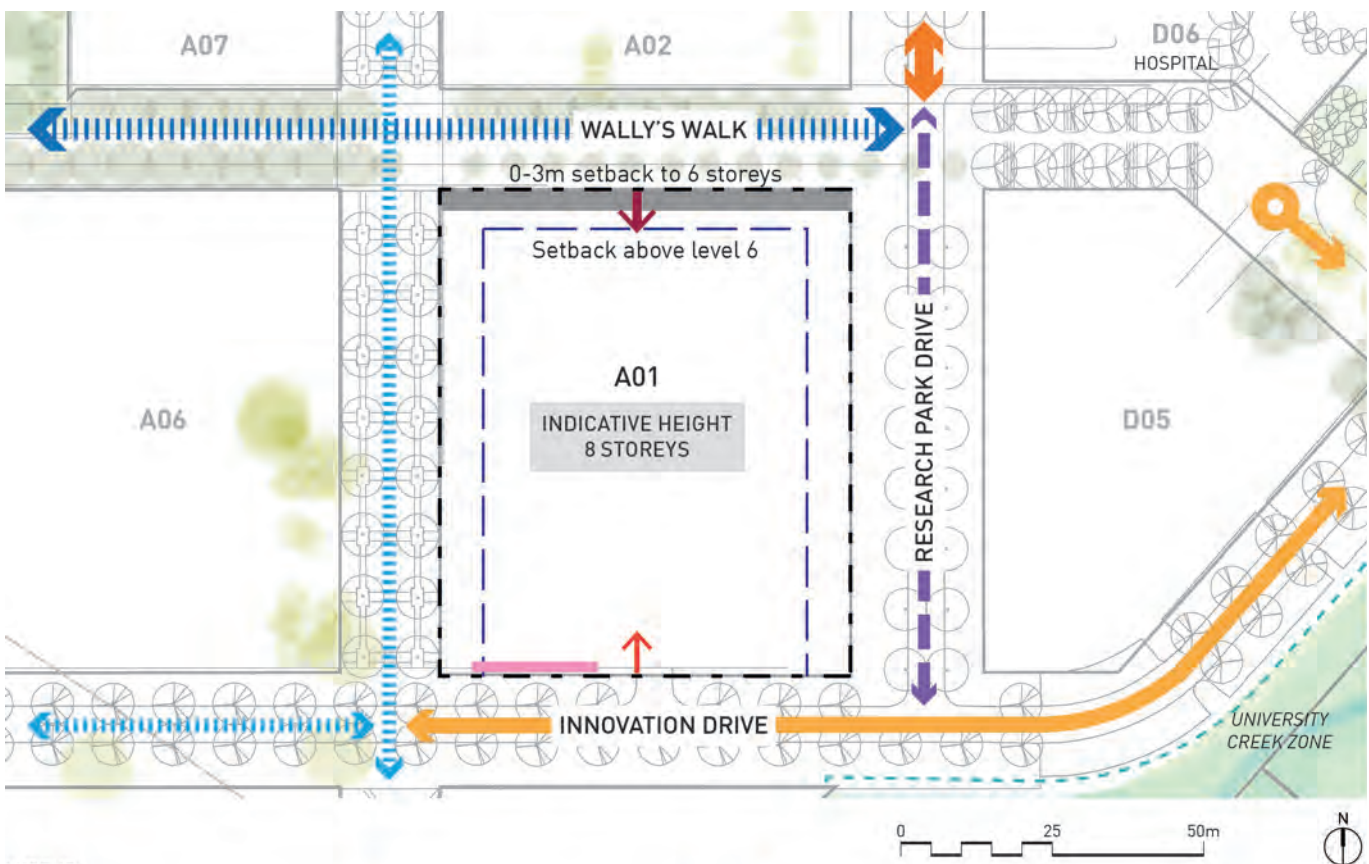 A07
A02
D06
HOSPITAL
WALLY'S WALK
0-3m setback to 6 storeys
Setback above level 6
A01
INDICATIVE HEIGHT
8 STOREYS
A06
RESEARCH PARK DRIVE
D05
INNOVATION DRIVE
UNIVERSITY
CREEK ZONE
0 25 50m
N